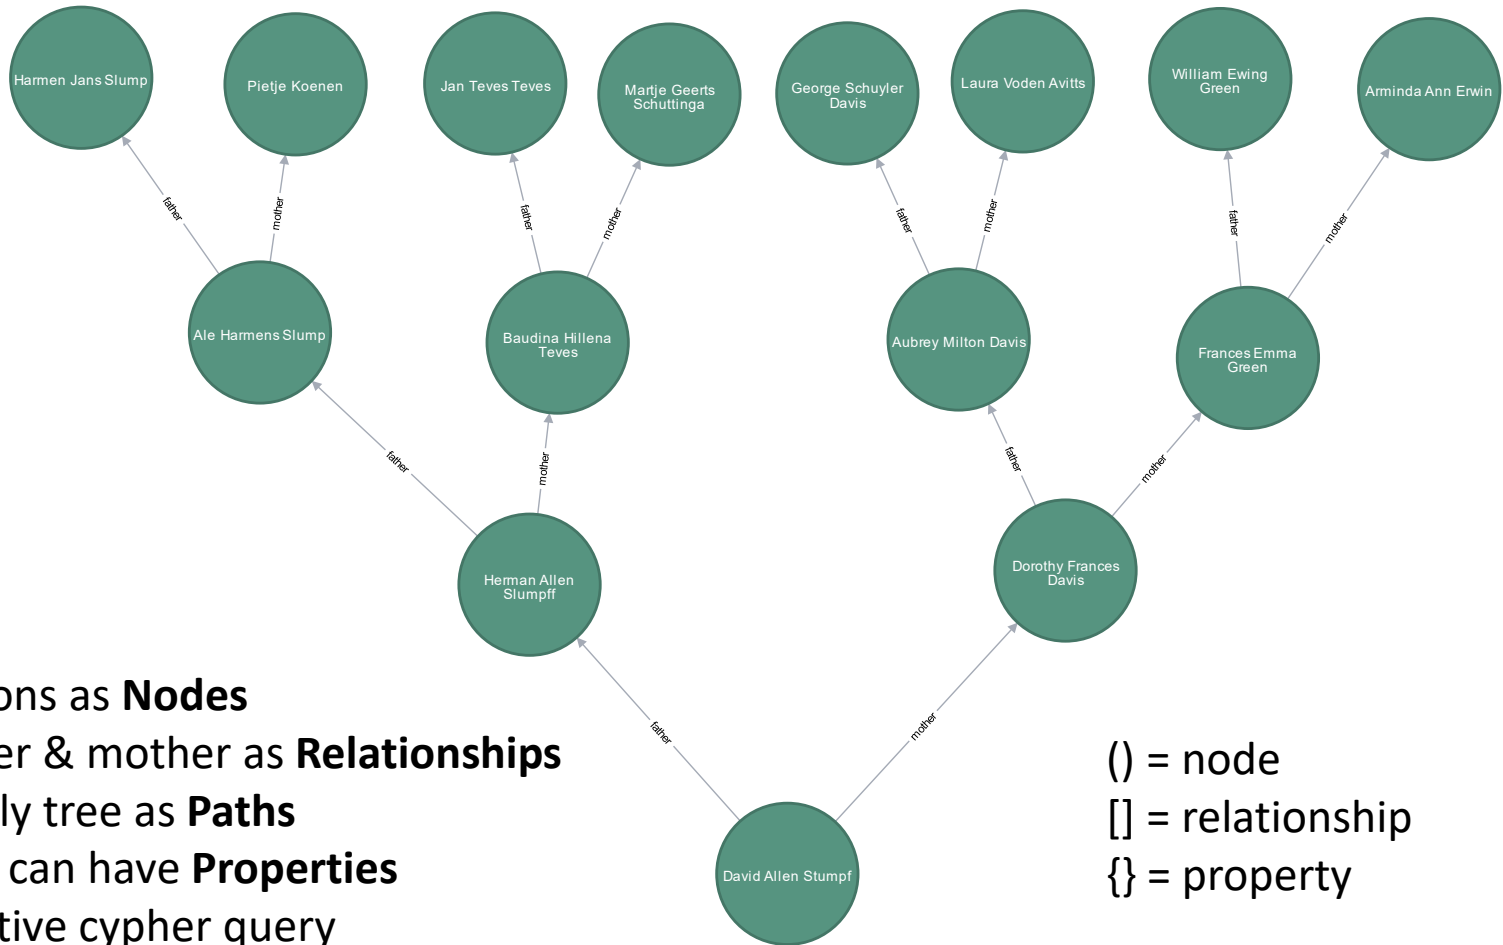 Harmen Jans Slump
Pietje Koenen
Jan Teves Teves
Martje Geerts
Schuttinga
George Schuyler
Davis
Laura Voden Avitts
William Ewing
Green
Arminda Ann Erwin
father
mother
father
mother
father
mother
father
mother
Ale Harmens Slump
Baudina Hillena
Teves
Aubrey Milton Davis
Frances Emma
Green
father
mother
father
mother
Herman Allen
Slumpff
Dorothy Frances
Davis
father
mother
David Allen Stumpf
ons as Nodes
er & mother as Relationships
ly tree as Paths
can have Properties
tive cypher query
() = node
[] = relationship
{} = property